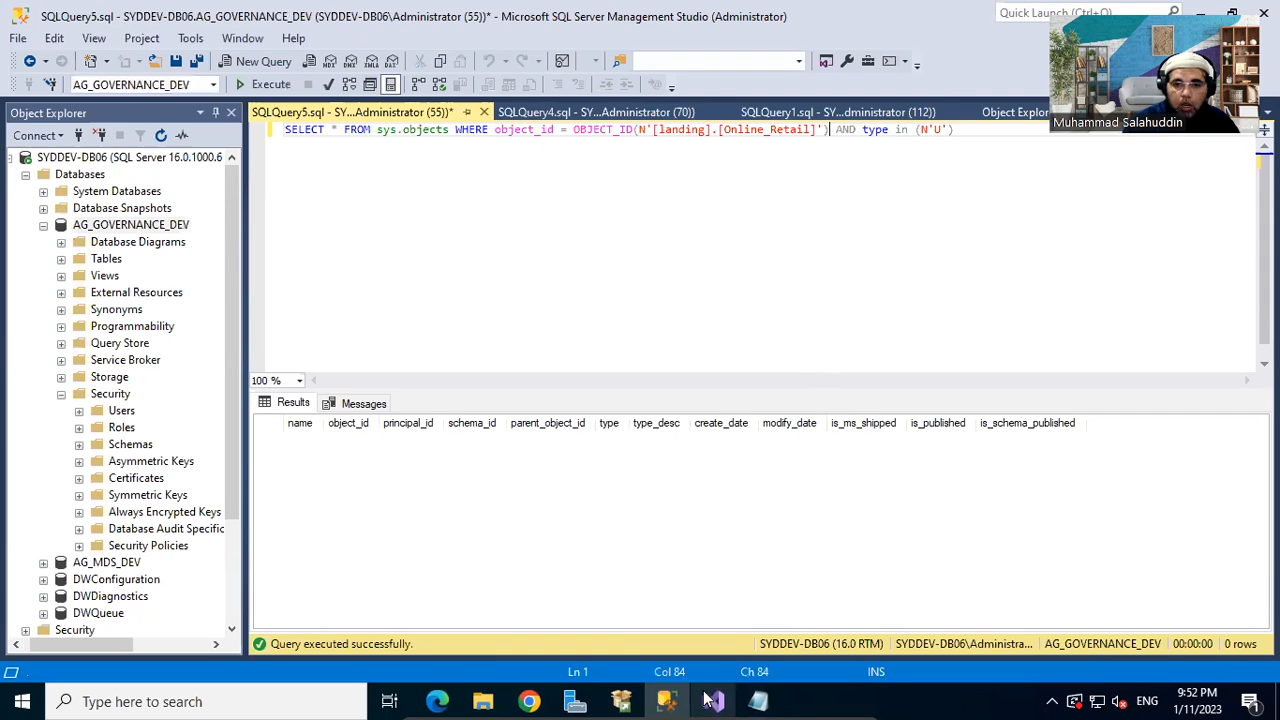 SQLQuery5.sql - SYDDEV-DB06.AG_GOVERNANCE_DEV (SYDDEV-DB06\Administrator (55))* - Microsoft SQL Server Management Studio (Administrator)
Quick Launch (Ctrl+Q)
File Edit View Project Tools Window Help
New Query
AG_GOVERNANCE_DEV
Execute
Object Explorer
SQLQuery5.sql - SY...Administrator (55))*
SQLQuery4.sql - SY...Administrator (70))
SQLQuery1.sql - SY...dministrator (112))
Object Explor
Muhammad Salahuddin
Connect
SELECT * FROM sys.objects WHERE object_id = OBJECT_ID(N'[landing].[Online_Retail]') AND type in (N'U')
SYDDEV-DB06 (SQL Server 16.0.1000.6
Databases
System Databases
Database Snapshots
AG_GOVERNANCE_DEV
Database Diagrams
Tables
Views
External Resources
Synonyms
Programmability
Query Store
Service Broker
Storage
Security
Users
Roles
Schemas
Asymmetric Keys
Certificates
Symmetric Keys
Always Encrypted Keys
Database Audit Specific
Security Policies
AG_MDS_DEV
DWConfiguration
DWDiagnostics
DWQueue
Security
100 %
Results Messages
name object_id principal_id schema_id parent_object_id type type_desc create_date modify_date is_ms_shipped is_published is_schema_published
Query executed successfully.
SYDDEV-DB06 (16.0 RTM)
SYDDEV-DB06\Administra...
AG_GOVERNANCE_DEV
00:00:00
0 rows
Ln 1 Col 84 Ch 84 INS
Type here to search
ENG
9:52 PM
1/11/2023
1